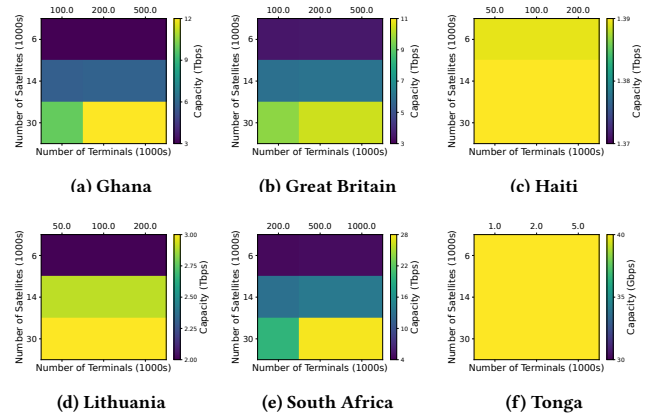 100.0 200.0 500.0
Number of Satellites (1000s)
6
14
30
Number of Terminals (1000s)
12
9
6
3
Capacity (Tbps)
(a) Ghana
100.0 200.0 500.0
Number of Satellites (1000s)
6
14
30
Number of Terminals (1000s)
11
9
7
5
3
Capacity (Tbps)
(b) Great Britain
50.0 100.0 200.0
Number of Satellites (1000s)
6
14
30
Number of Terminals (1000s)
1.39
1.38
1.37
Capacity (Tbps)
(c) Haiti
50.0 100.0 200.0
Number of Satellites (1000s)
6
14
30
Number of Terminals (1000s)
3.00
2.75
2.50
2.25
2.00
Capacity (Tbps)
(d) Lithuania
200.0 500.0 1000.0
Number of Satellites (1000s)
6
14
30
Number of Terminals (1000s)
28
22
16
10
4
Capacity (Tbps)
(e) South Africa
1.0 2.0 5.0
Number of Satellites (1000s)
6
14
30
Number of Terminals (1000s)
40
35
30
Capacity (Gbps)
(f) Tonga